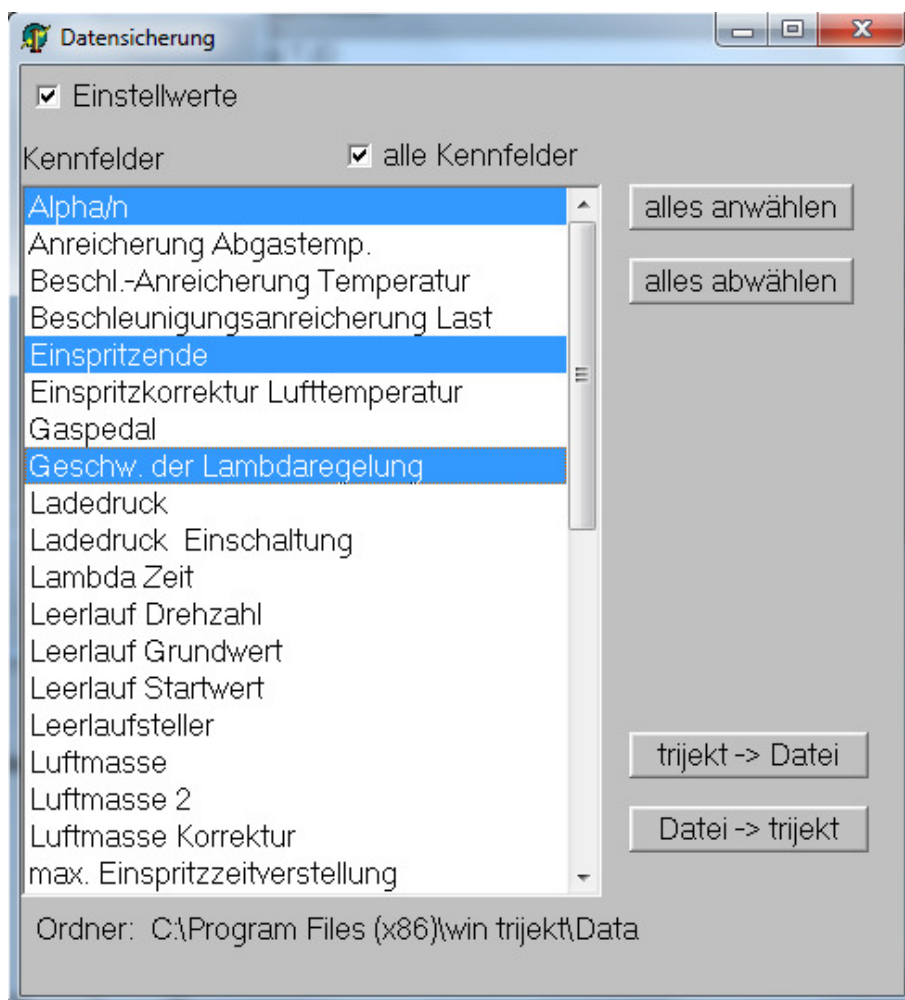 Datensicherung
Einstellwerte
Kennfelder
alle Kennfelder
Alpha/n
Anreicherung Abgastemp.
Beschl.-Anreicherung Temperatur
Beschleunigungsanreicherung Last
Einspritzende
Einspritzkorrektur Lufttemperatur
Gaspedal
Geschw. der Lambdaregelung
Ladedruck
Ladedruck  Einschaltung
Lambda Zeit
Leerlauf Drehzahl
Leerlauf Grundwert
Leerlauf Startwert
Leerlaufsteller
Luftmasse
Luftmasse 2
Luftmasse Korrektur
max. Einspritzzeitverstellung
alles anwählen
alles abwählen
trijekt -> Datei
Datei -> trijekt
Ordner:  C:\Program Files (x86)\win trijekt\Data